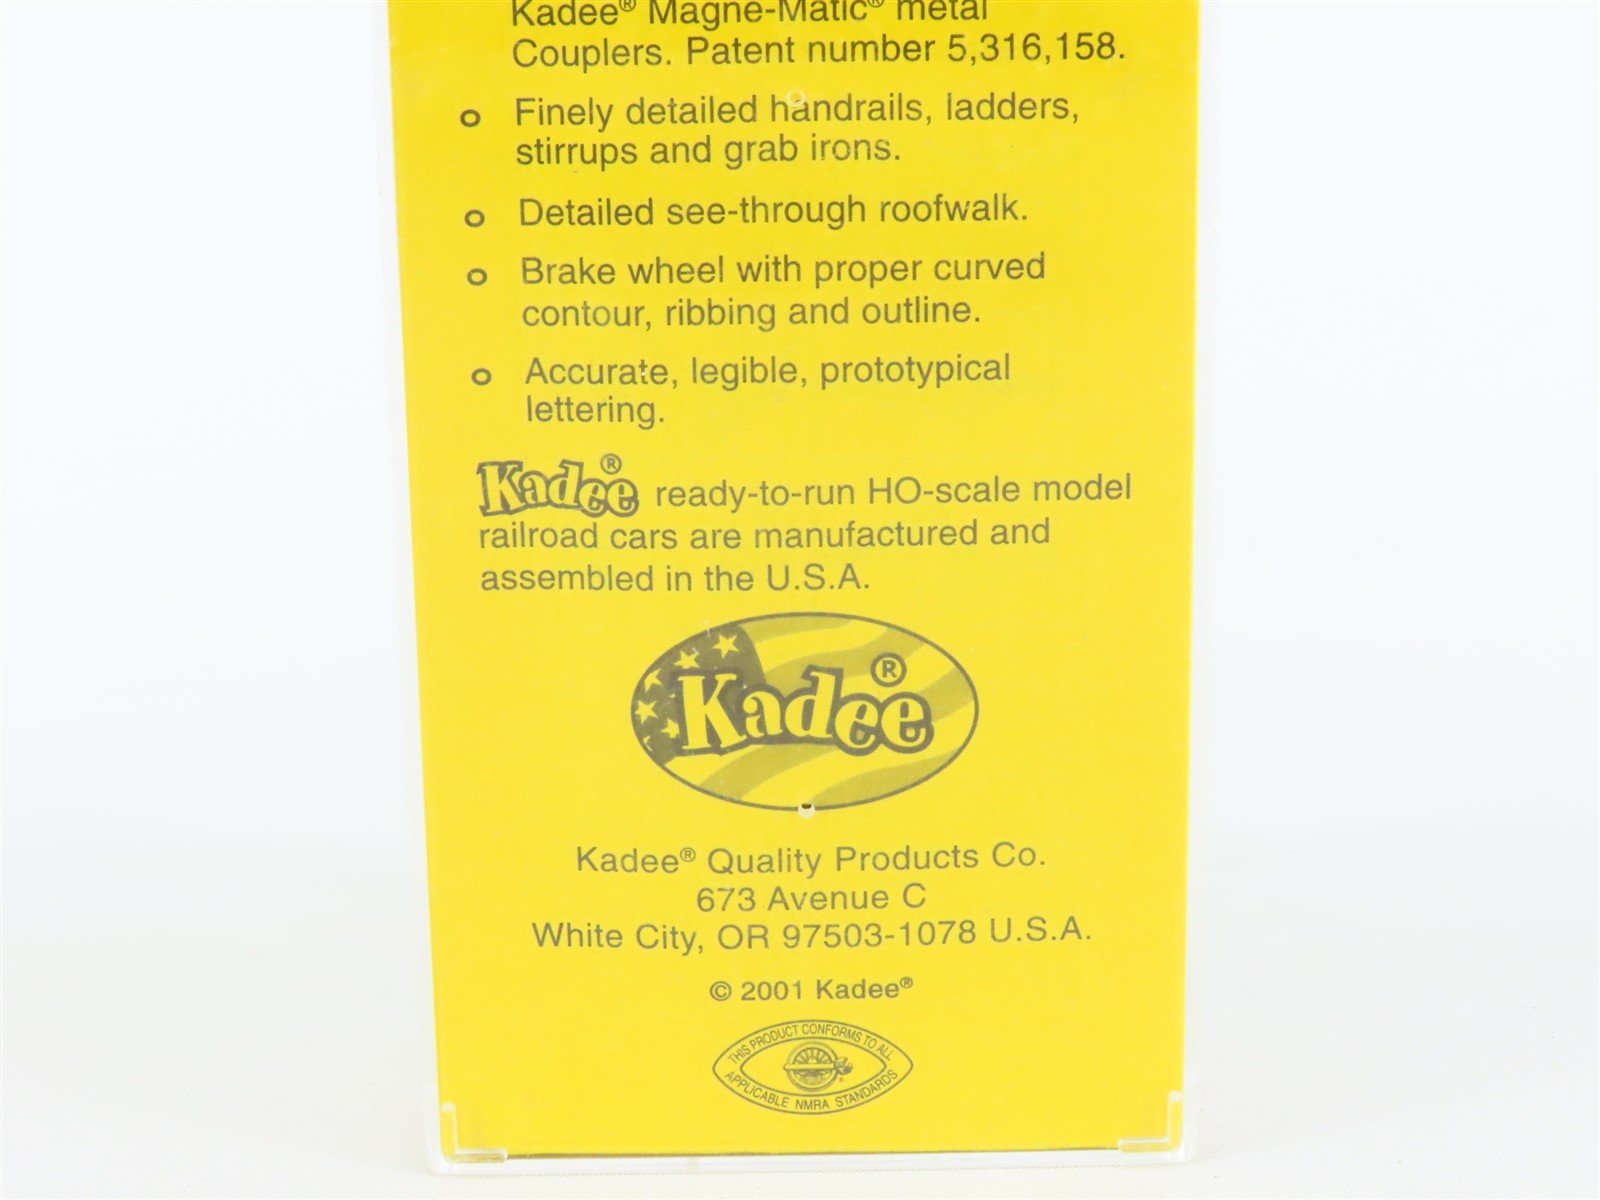 Kadee® Magne-Matic® metal
Couplers. Patent number 5,316,158.
o Finely detailed handrails, ladders,
stirrups and grab irons.
o Detailed see-through roofwalk.
o Brake wheel with proper curved
contour, ribbing and outline.
o Accurate, legible, prototypical
lettering.
Kadee® ready-to-run HO-scale model
railroad cars are manufactured and
assembled in the U.S.A.
Kadee®
Kadee® Quality Products Co.
673 Avenue C
White City, OR 97503-1078 U.S.A.
© 2001 Kadee®
THIS PRODUCT CONFORMS TO ALL
APPLICABLE NMRA STANDARDS